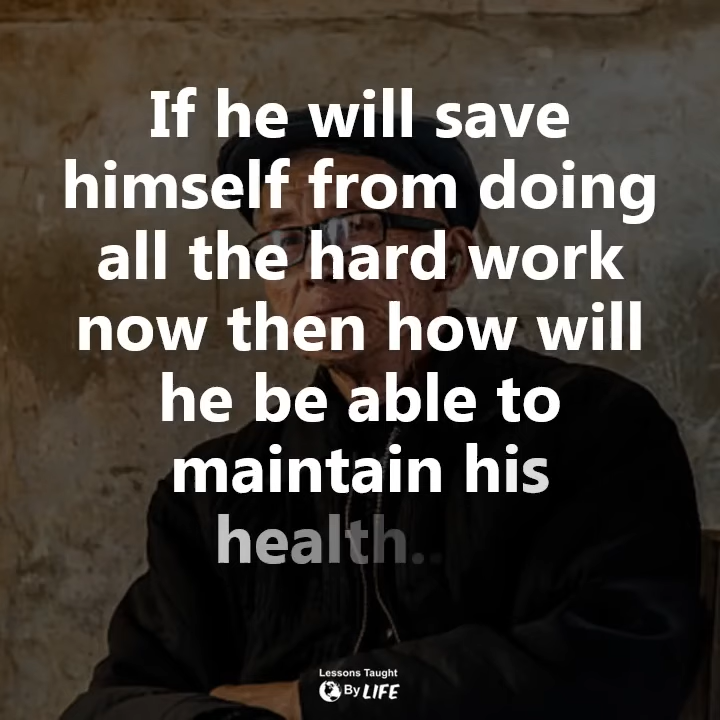 If he will save
himself from doing
all the hard work
now then how will
he be able to
maintain his
health..
Lessons Taught
By LIFE